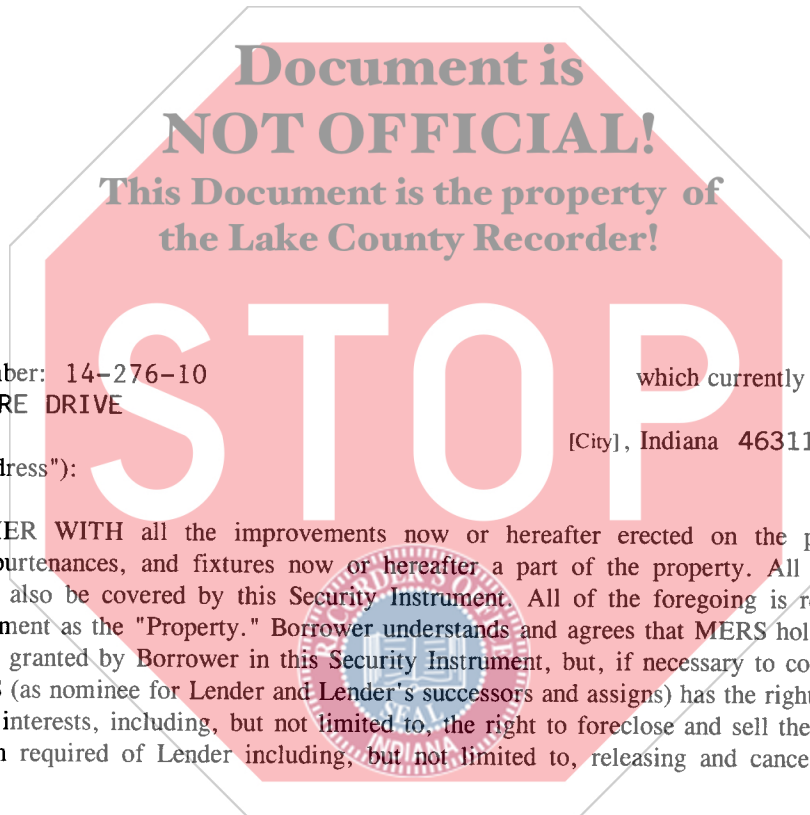 Document is
NOT OFFICIAL!
This Document is the property of
the Lake County Recorder!
STOP
ber: 14-276-10 which currently
RE DRIVE
[City], Indiana 46311
dress"):
ER WITH all the improvements now or hereafter erected on the p
purtenances, and fixtures now or hereafter a part of the property. All
also be covered by this Security Instrument. All of the foregoing is r
ment as the "Property." Borrower understands and agrees that MERS hol
granted by Borrower in this Security Instrument, but, if necessary to co
S (as nominee for Lender and Lender's successors and assigns) has the right
interests, including, but not limited to, the right to foreclose and sell the
n required of Lender including, but not limited to, releasing and cance
RECORDER'S OFFICE
SEAL
INDIANA